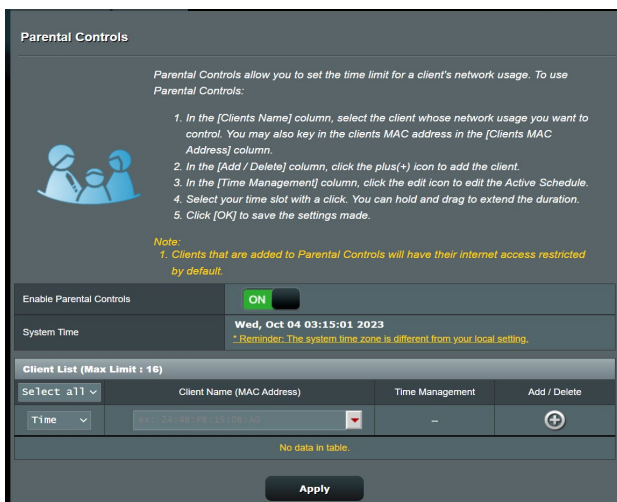 Parental Controls
Parental Controls allow you to set the time limit for a client's network usage. To use
Parental Controls:
1. In the [Clients Name] column, select the client whose network usage you want to
control. You may also key in the clients MAC address in the [Clients MAC
Address] column.
2. In the [Add / Delete] column, click the plus(+) icon to add the client.
3. In the [Time Management] column, click the edit icon to edit the Active Schedule.
4. Select your time slot with a click. You can hold and drag to extend the duration.
5. Click [OK] to save the settings made.
Note:
1. Clients that are added to Parental Controls will have their internet access restricted
by default.
Enable Parental Controls
ON
System Time
Wed, Oct 04 03:15:01 2023
* Reminder: The system time zone is different from your local setting.
Client List (Max Limit : 16)
Select all
Client Name (MAC Address)
Time Management
Add / Delete
Time
ex:
--
No data in table.
Apply